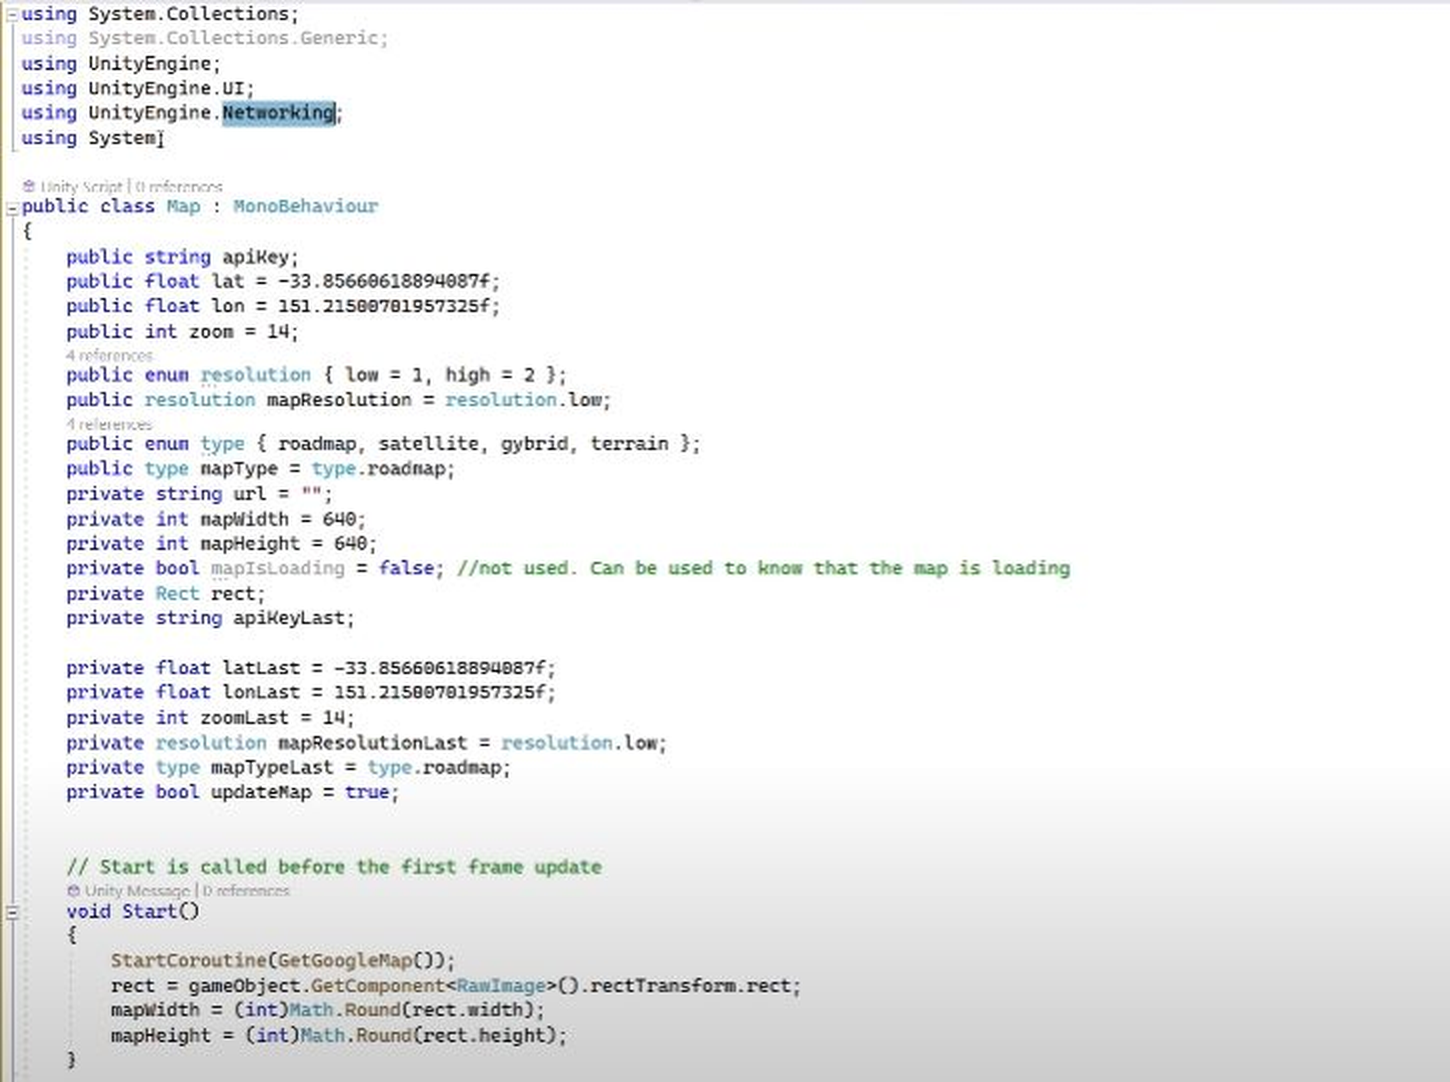 using System.Collections;
using System.Collections.Generic;
using UnityEngine;
using UnityEngine.UI;
using UnityEngine.Networking;
using System;
Unity Script | 0 references
public class Map : MonoBehaviour
{
public string apiKey;
public float lat = -33.85660618894087f;
public float lon = 151.21500701957325f;
public int zoom = 14;
4 references
public enum resolution { low = 1, high = 2 };
public resolution mapResolution = resolution.low;
4 references
public enum type { roadmap, satellite, gybrid, terrain };
public type mapType = type.roadmap;
private string url = "";
private int mapWidth = 640;
private int mapHeight = 640;
private bool mapIsLoading = false; //not used. Can be used to know that the map is loading
private Rect rect;
private string apiKeyLast;
private float latLast = -33.85660618894087f;
private float lonLast = 151.21500701957325f;
private int zoomLast = 14;
private resolution mapResolutionLast = resolution.low;
private type mapTypeLast = type.roadmap;
private bool updateMap = true;
// Start is called before the first frame update
Unity Message | 0 references
void Start()
{
StartCoroutine(GetGoogleMap());
rect = gameObject.GetComponent<RawImage>().rectTransform.rect;
mapWidth = (int)Math.Round(rect.width);
mapHeight = (int)Math.Round(rect.height);
}